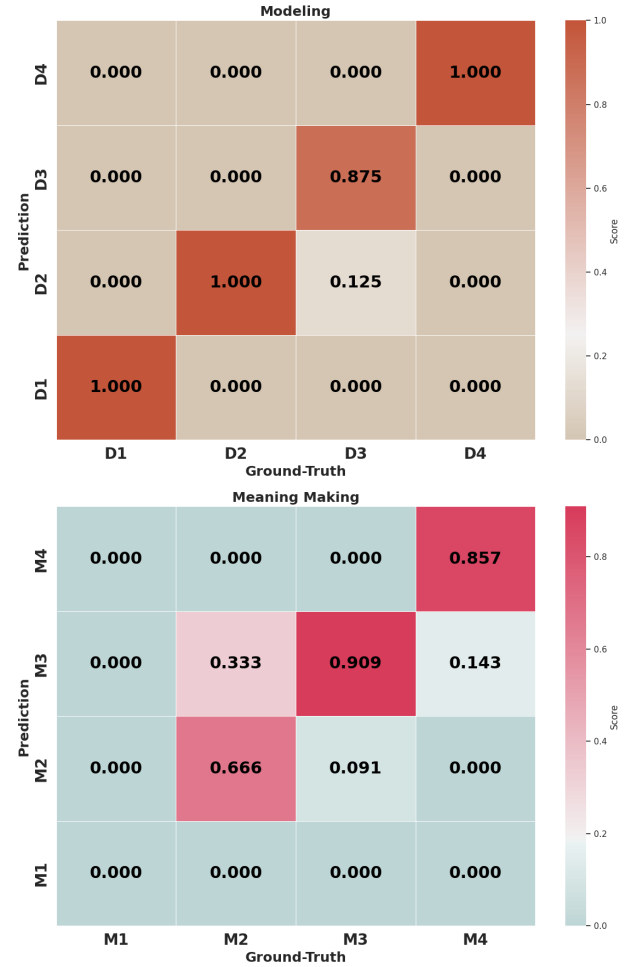 Modeling
D4 0.000 0.000 0.000 1.000
D3 0.000 0.000 0.875 0.000
D2 0.000 1.000 0.125 0.000
D1 1.000 0.000 0.000 0.000
Prediction
D1 D2 D3 D4
Ground-Truth
1.0
0.8
0.6
0.4
0.2
0.0
Score
Meaning Making
M4 0.000 0.000 0.000 0.857
M3 0.000 0.333 0.909 0.143
M2 0.000 0.666 0.091 0.000
M1 0.000 0.000 0.000 0.000
Prediction
M1 M2 M3 M4
Ground-Truth
0.8
0.6
0.4
0.2
0.0
Score